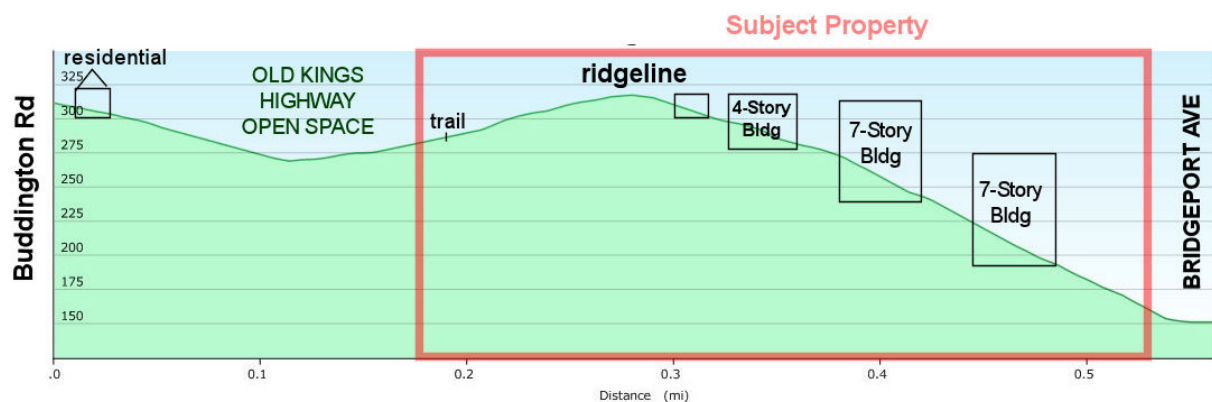 Subject Property
residential
OLD KINGS
HIGHWAY
OPEN SPACE
trail
ridgeline
4-Story
Bldg
7-Story
Bldg
7-Story
Bldg
Buddington Rd
BRIDGEPORT AVE
325
300
275
250
225
200
175
150
.0
0.1
0.2
0.3
0.4
0.5
Distance (mi)